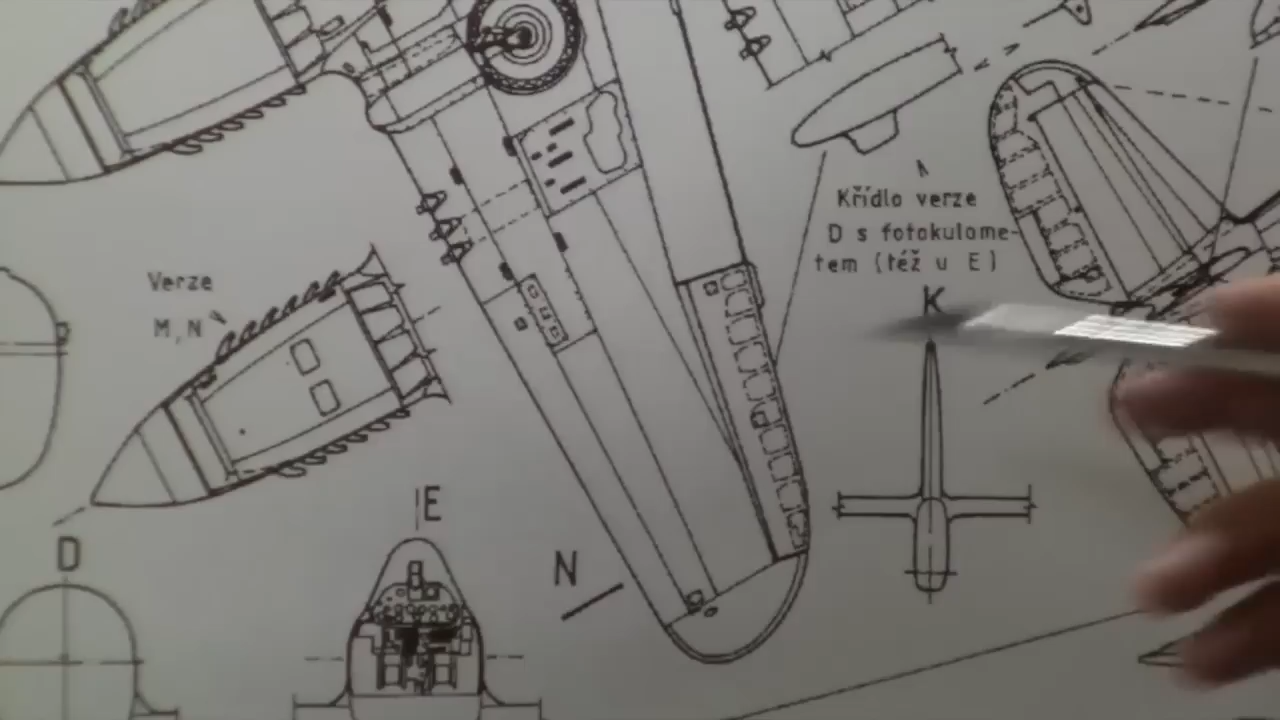 Křídlo verze
D s fotokulome-
tem (též u E)
Verze
M,N
K
E
D
N